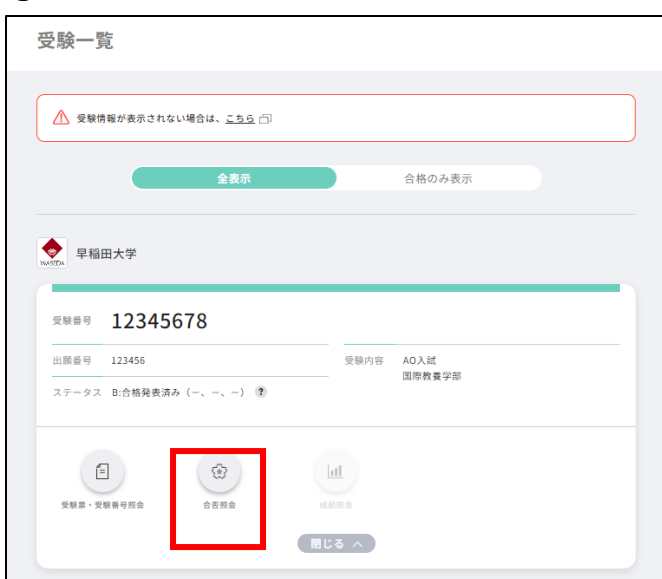 受験一覧
受験情報が表示されない場合は、こちら
全表示
合格のみ表示
WASEDA
早稲田大学
受験番号 12345678
出願番号 123456
受験内容 AO入試
国際教養学部
ステータス B:合格発表済み（－、－、－） ?
受験票・受験番号照会
合否照会
成績照会
閉じる